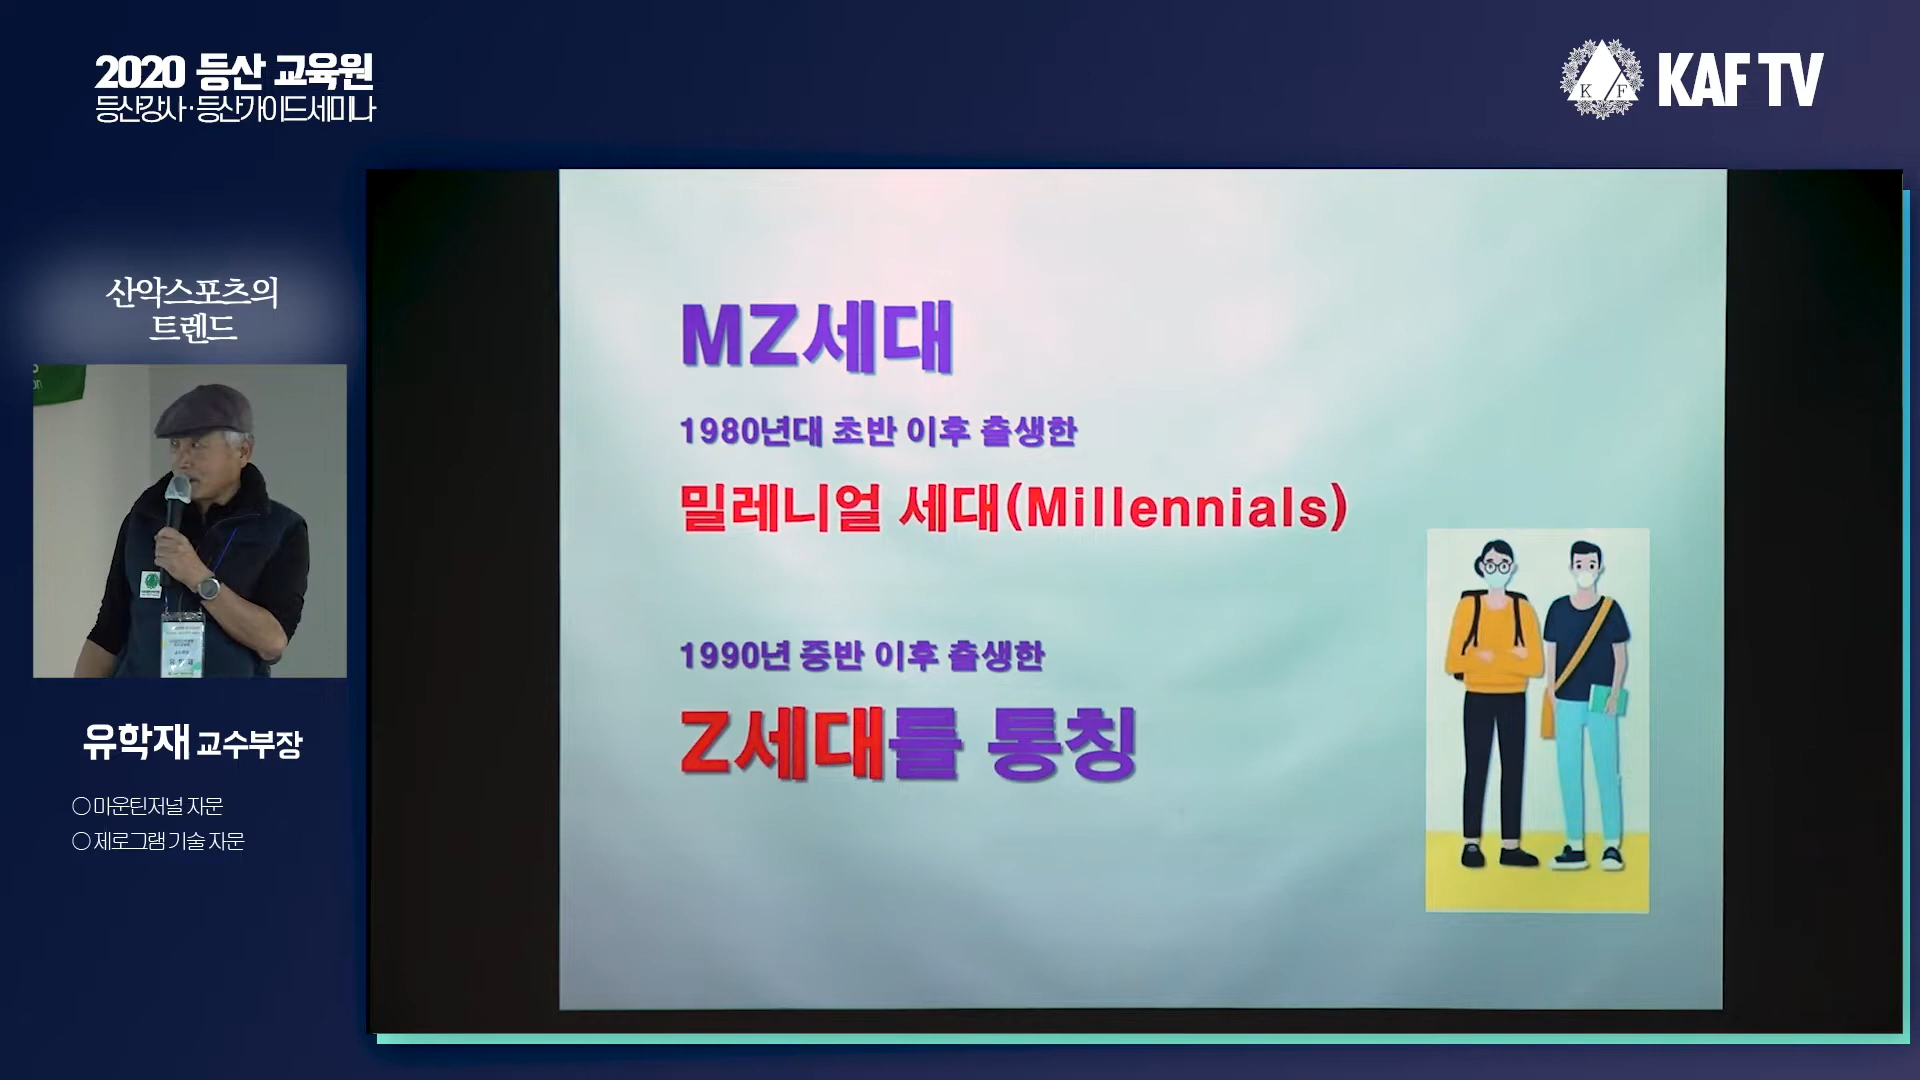 2020 등산 교육원
등산강사·등산가이드세미나
K F
KAF TV
산악스포츠의
트렌드
유학재 교수부장
○ 마운틴저널 자문
○ 제로그램 기술 자문
MZ세대
1980년대 초반 이후 출생한
밀레니얼 세대(Millennials)
1990년 중반 이후 출생한
Z세대를 통칭